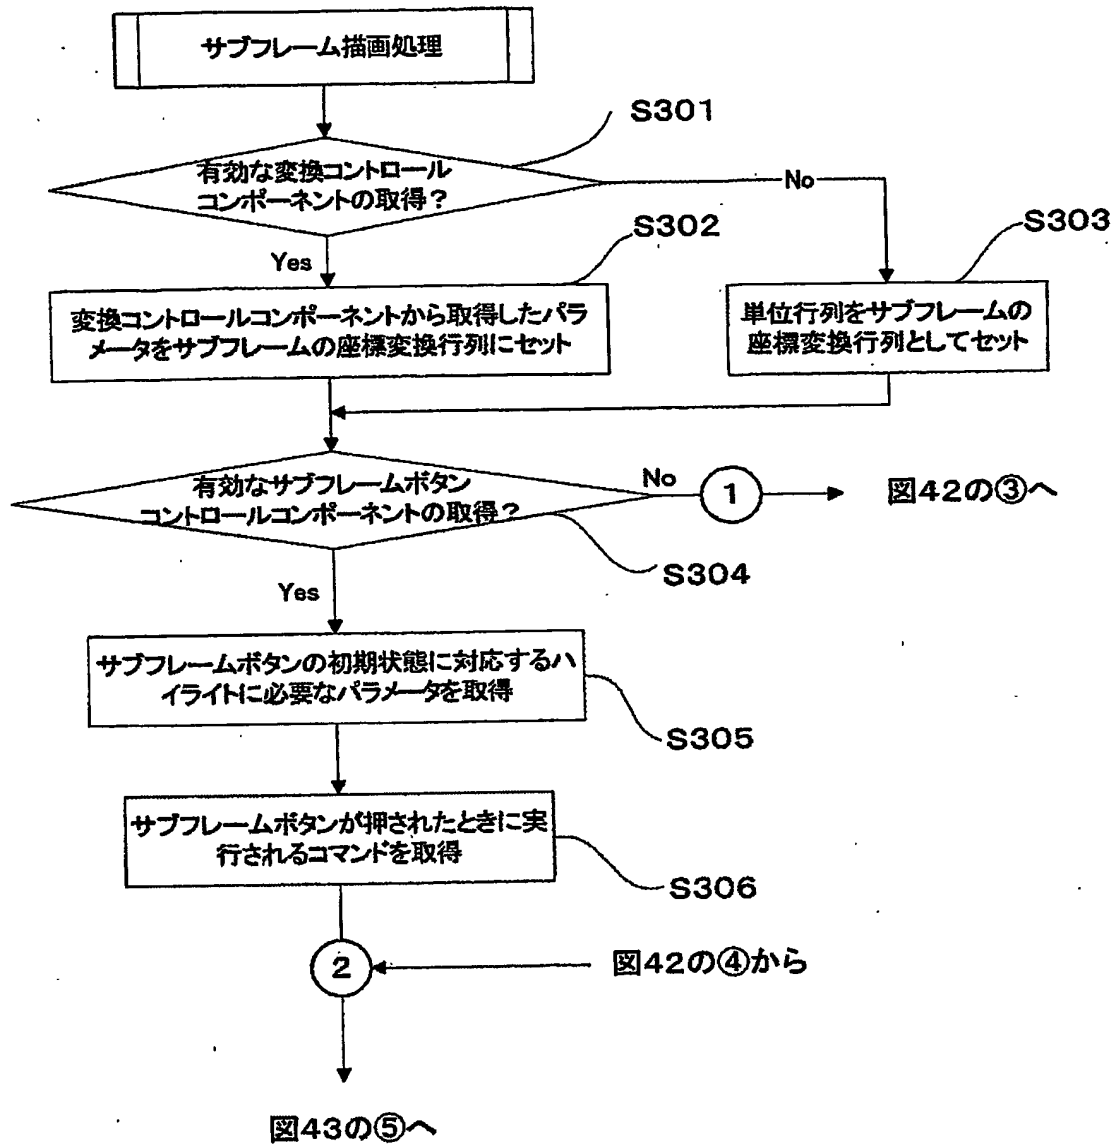 サブフレーム描画処理
S301
有効な変換コントロール
コンポーネントの取得？
No
S302
S303
Yes
変換コントロールコンポーネントから取得したパラ
メータをサブフレームの座標変換行列にセット
単位行列をサブフレームの
座標変換行列としてセット
有効なサブフレームボタン
コントロールコンポーネントの取得？
No
1
図42の③へ
S304
Yes
サブフレームボタンの初期状態に対応するハ
イライトに必要なパラメータを取得
S305
サブフレームボタンが押されたときに実
行されるコマンドを取得
S306
2
図42の④から
図43の⑤へ